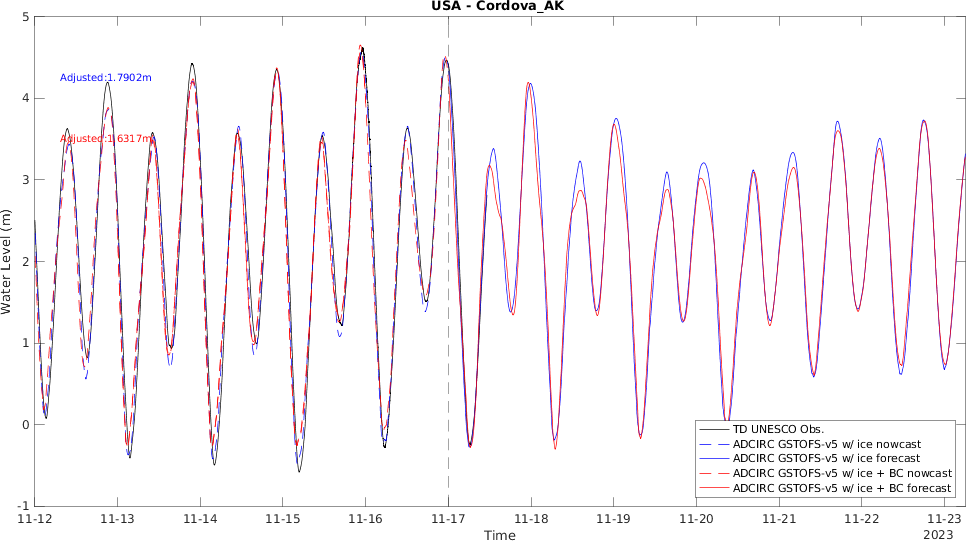 USA - Cordova_AK
5
4
3
2
1
0
-1
Water Level (m)
Adjusted:1.7902m
Adjusted:1.6317m
TD UNESCO Obs.
ADCIRC GSTOFS-v5 w/ ice nowcast
ADCIRC GSTOFS-v5 w/ ice forecast
ADCIRC GSTOFS-v5 w/ ice + BC nowcast
ADCIRC GSTOFS-v5 w/ ice + BC forecast
11-12 11-13 11-14 11-15 11-16 11-17 11-18 11-19 11-20 11-21 11-22 11-23
Time
2023